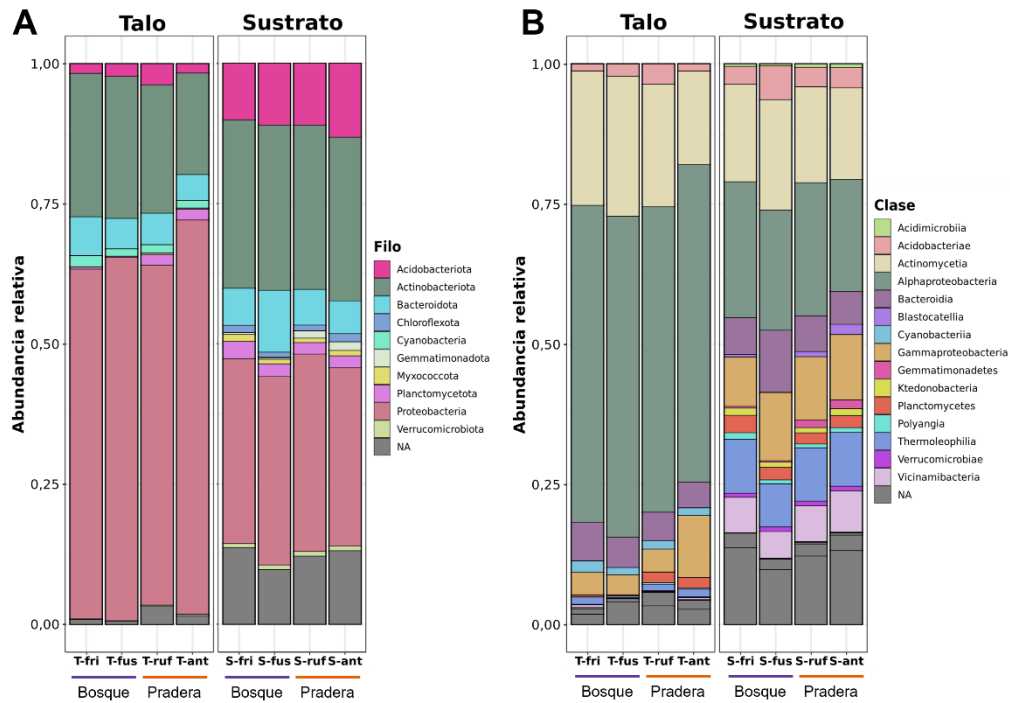 A
Talo
Sustrato
Abundancia relativa
1,00
0,75
0,50
0,25
0,00
T-fri
T-fus
T-ruf
T-ant
S-fri
S-fus
S-ruf
S-ant
Bosque
Pradera
Bosque
Pradera
Filo
Acidobacteriota
Actinobacteriota
Bacteroidota
Chloroflexota
Cyanobacteria
Gemmatimonadota
Myxococcota
Planctomycetota
Proteobacteria
Verrucomicrobiota
NA
B
Talo
Sustrato
Abundancia relativa
1,00
0,75
0,50
0,25
0,00
T-fri
T-fus
T-ruf
T-ant
S-fri
S-fus
S-ruf
S-ant
Bosque
Pradera
Bosque
Pradera
Clase
Acidimicrobiia
Acidobacteriae
Actinomycetia
Alphaproteobacteria
Bacteroidia
Blastocatellia
Cyanobacteriia
Gammaproteobacteria
Gemmatimonadetes
Ktedonobacteria
Planctomycetes
Polyangia
Thermoleophilia
Verrucomicrobiae
Vicinamibacteria
NA